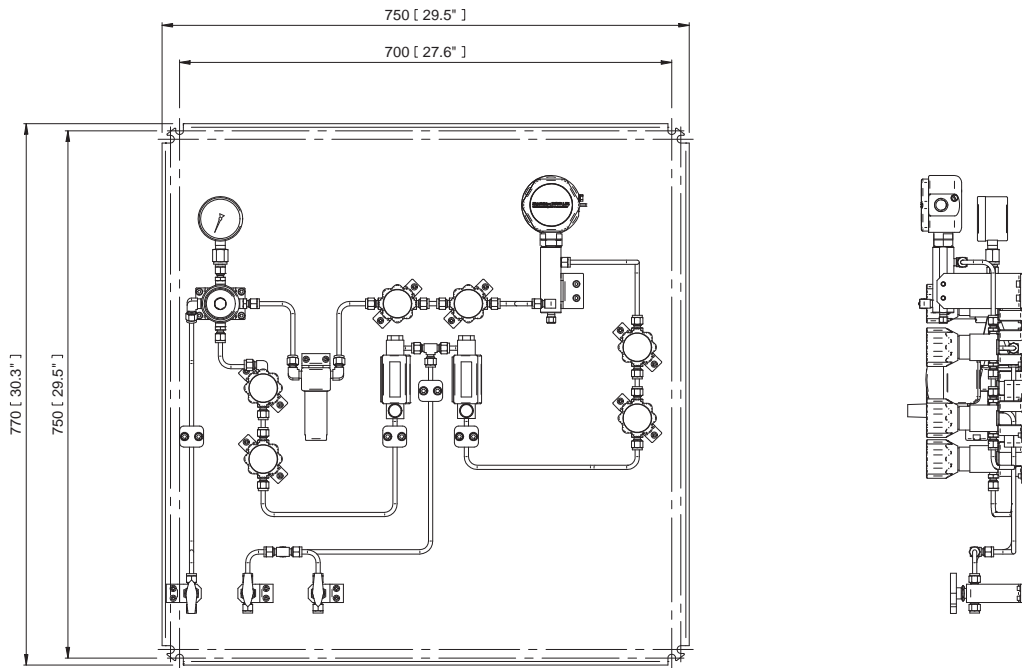 750 [ 29.5" ]
700 [ 27.6" ]
770 [ 30.3" ]
750 [ 29.5" ]